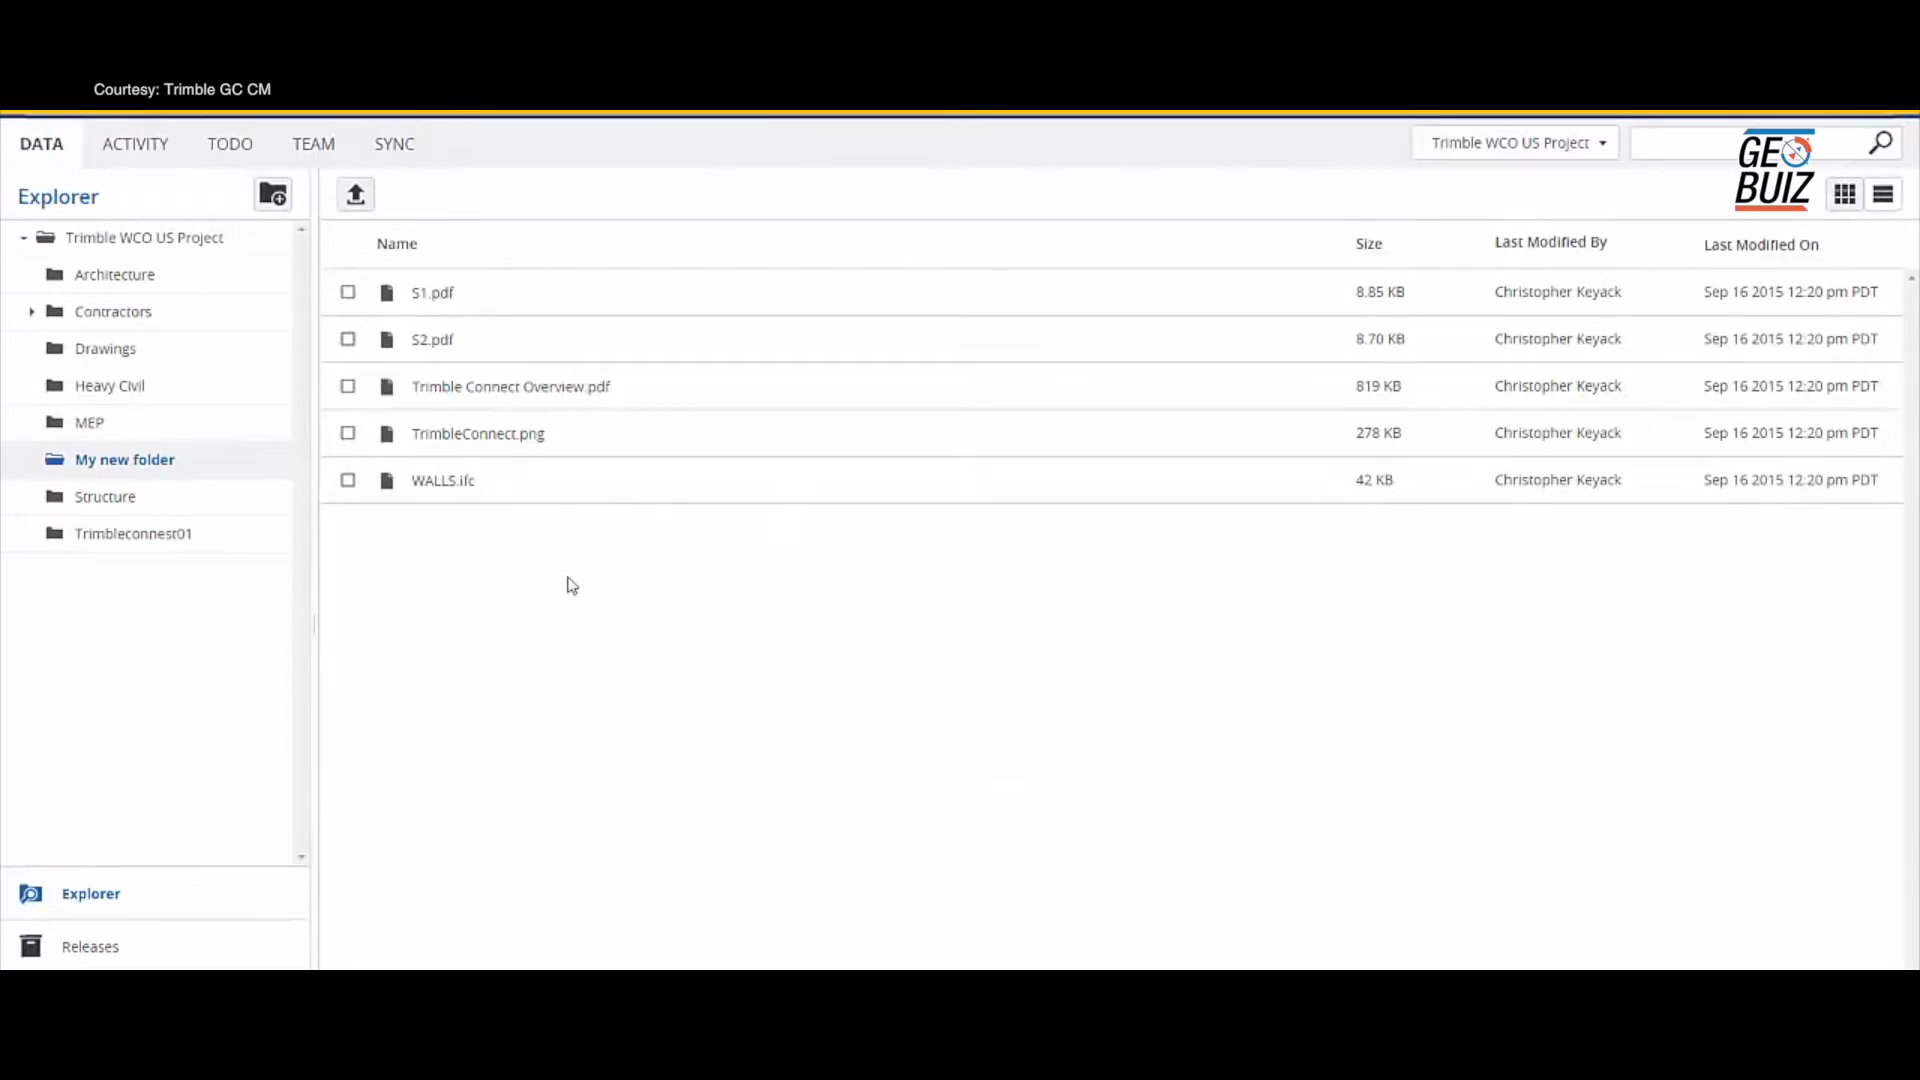 Courtesy: Trimble GC CM
DATA ACTIVITY TODO TEAM SYNC Trimble WCO US Project
GEO
BUIZ
Explorer
Trimble WCO US Project
Architecture
Contractors
Drawings
Heavy Civil
MEP
My new folder
Structure
Trimbleconnest01
Explorer
Releases
Name Size Last Modified By Last Modified On
S1.pdf 8.85 KB Christopher Keyack Sep 16 2015 12:20 pm PDT
S2.pdf 8.70 KB Christopher Keyack Sep 16 2015 12:20 pm PDT
Trimble Connect Overview.pdf 819 KB Christopher Keyack Sep 16 2015 12:20 pm PDT
TrimbleConnect.png 278 KB Christopher Keyack Sep 16 2015 12:20 pm PDT
WALLS.ifc 42 KB Christopher Keyack Sep 16 2015 12:20 pm PDT